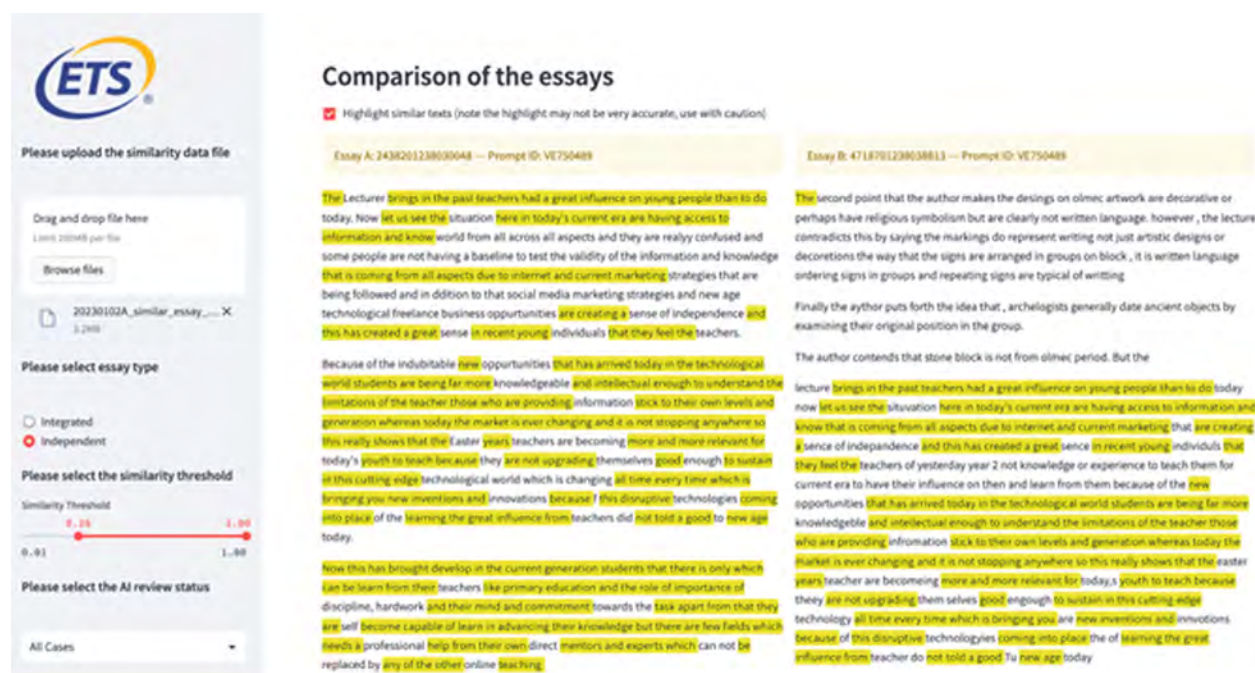 ETS
®
Please upload the similarity data file
Drag and drop file here
Limit 200MB per file
Browse files
20230102A_similar_essay_... X
3.2MB
Please select essay type
Integrated
Independent
Please select the similarity threshold
Similarity Threshold
1.00
0.01 1.00
Please select the AI review status
All Cases
Comparison of the essays
Highlight similar texts (note the highlight may not be very accurate, use with caution)
Essay A: 2438201238030048 — Prompt ID: VE750489
The Lecturer brings in the past teachers had a great influence on young people than to do
today. Now let us see the situation here in today's current era are having access to
information and know world from all across all aspects and they are realyy confused and
some people are not having a baseline to test the validity of the information and knowledge
that is coming from all aspects due to internet and current marketing strategies that are
being followed and in ddition to that social media marketing strategies and new age
technological freelance business oppurtunities are creating a sense of independence and
this has created a great sense in recent young individuals that they feel the teachers.
Because of the indubitable new opportunities that has arrived today in the technological
world students are being far more knowledgeable and intellectual enough to understand the
limitations of the teacher those who are providing information stick to their own levels and
generation whereas today the market is ever changing and it is not stopping anywhere so
this really shows that the Easter years teachers are becoming more and more relevant for
today's youth to teach because they are not upgrading themselves good enough to sustain
in this cutting edge technological world which is changing all time every time which is
bringing you new inventions and innovations because f this disruptive technologies coming
into place of the learning the great influence from teachers did not told a good to new age
today.
Now this has brought develop in the current generation students that there is only which
can be learn from their teachers like primary education and the role of importance of
discipline, hardwork and their mind and commitment towards the task apart from that they
are self become capable of learn in advancing their knowledge but there are few fields which
needs a professional help from their own direct mentors and experts which can not be
replaced by any of the other online teaching.
Essay B: 4718701238038813 — Prompt ID: VE750489
The second point that the author makes the desings on olmec artwork are decorative or
perhaps have religious symbolism but are clearly not written language. however , the lecture
contradicts this by saying the markings do represent writing not just artistic designs or
decoretions the way that the signs are arranged in groups on block , it is written language
ordering signs in groups and repeating signs are typical of writting
Finally the aythor puts forth the idea that , archelogists generally date ancient objects by
examining their original position in the group.
The author contends that stone block is not from olmec period. But the
lecture brings in the past teachers had a great influence on young people than to do today
now let us see the situvation here in today's current era are having access to information and
know that is coming from all aspects due to internet and current marketing that are creating
a sence of indepandence and this has created a great sence in recent young individuls that
they feel the teachers of yesterday year 2 not knowledge or experience to teach them for
current era to have their influence on then and learn from them because of the new
opportunities that has arrived today in the technological world students are being far more
knowledgeble and intellectual enough to understand the limitations of the teacher those
who are providing infromation stick to their own levels and generation whereas today the
market is ever changing and it is not stopping anywhere so this really shows that the easter
years teacher are becomeing more and more relevant for today,s youth to teach because
theey are not upgrading them selves good engough to sustain in this cutting edge
technology all time every time which is bringing you are new inventions and innvotions
because of this disruptive technologyies coming into place the of learning the great
influence from teacher do not told a good Tu new age today